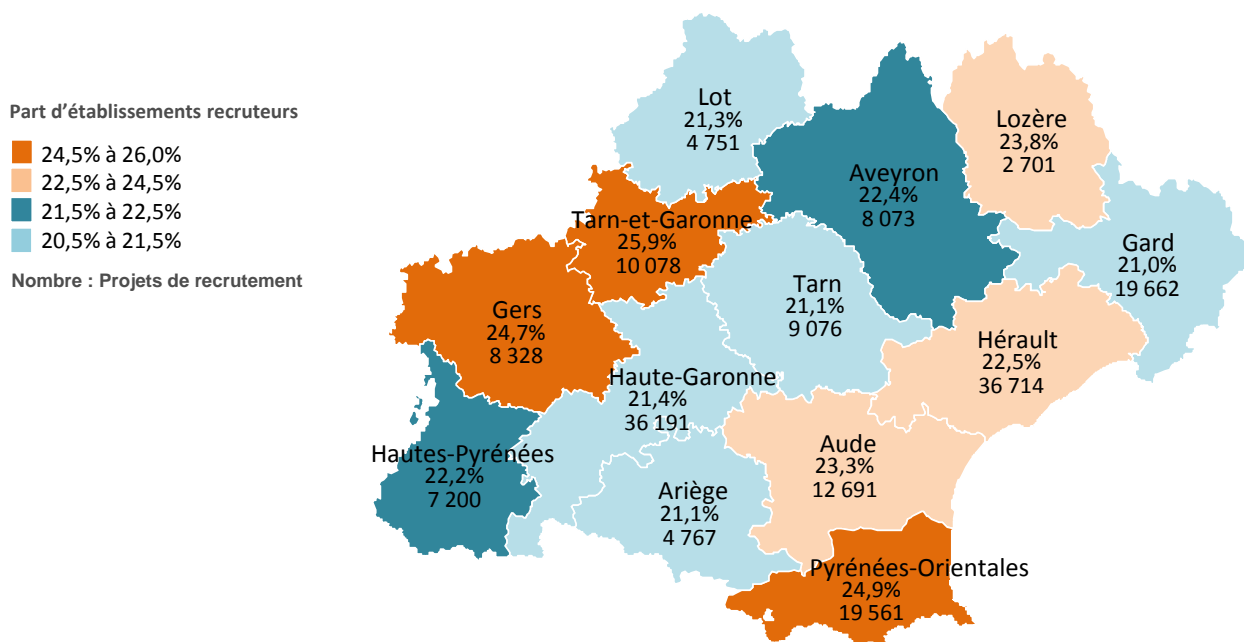 Part d'établissements recruteurs
24,5% à 26,0%
22,5% à 24,5%
21,5% à 22,5%
20,5% à 21,5%
Nombre : Projets de recrutement
Lot
21,3%
4 751
Lozère
23,8%
2 701
Aveyron
22,4%
8 073
Tarn-et-Garonne
25,9%
10 078
Gard
21,0%
19 662
Tarn
21,1%
9 076
Gers
24,7%
8 328
Hérault
22,5%
36 714
Haute-Garonne
21,4%
36 191
Hautes-Pyrénées
22,2%
7 200
Aude
23,3%
12 691
Ariège
21,1%
4 767
Pyrénées-Orientales
24,9%
19 561